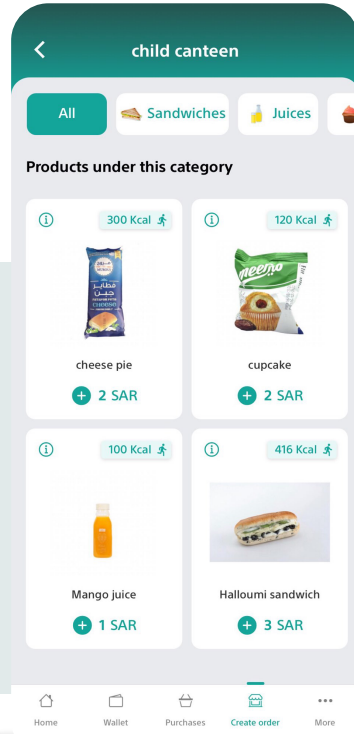 child canteen
All
Sandwiches
Juices
Products under this category
300 Kcal
120 Kcal
فطاير
جبن
CHEESE
meemo
cheese pie
cupcake
2 SAR
2 SAR
100 Kcal
416 Kcal
Mango juice
Halloumi sandwich
1 SAR
3 SAR
Home
Wallet
Purchases
Create order
More